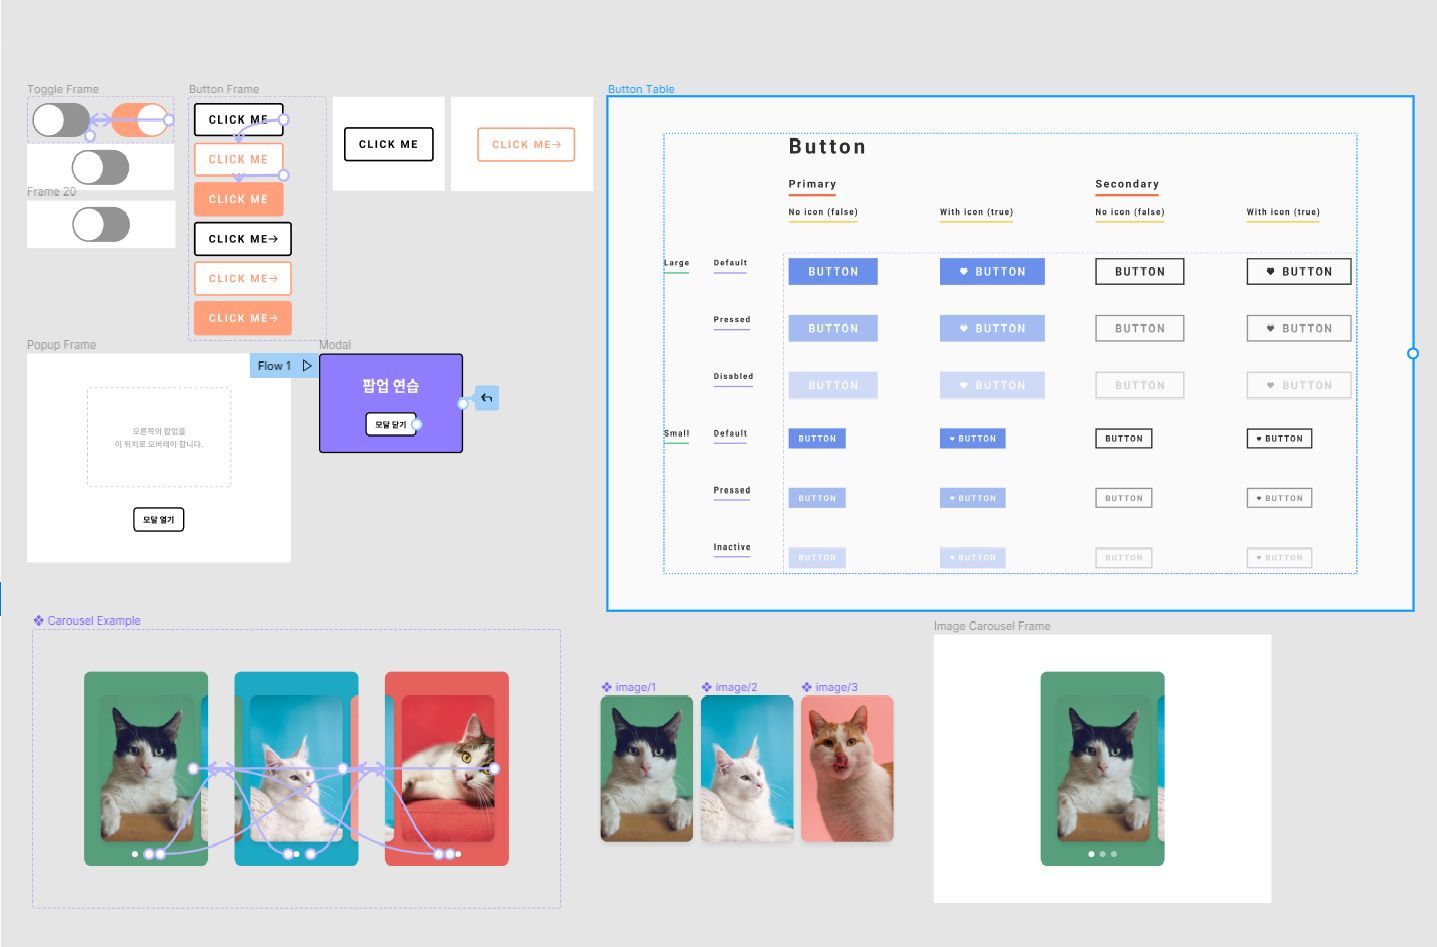 Toggle Frame
Button Frame
Button Table
CLICK ME
CLICK ME
CLICK ME
CLICK ME→
CLICK ME→
CLICK ME→
CLICK ME
CLICK ME→
Frame 20
Button
Primary
Secondary
No icon (false)
With icon (true)
No icon (false)
With icon (true)
Large
Default
BUTTON
BUTTON
BUTTON
BUTTON
Pressed
BUTTON
BUTTON
BUTTON
BUTTON
Disabled
BUTTON
BUTTON
BUTTON
BUTTON
Small
Default
BUTTON
BUTTON
BUTTON
BUTTON
Pressed
BUTTON
BUTTON
BUTTON
BUTTON
Inactive
BUTTON
BUTTON
BUTTON
BUTTON
Popup Frame
Flow 1
Modal
오른쪽의 팝업을
이 위치로 오버레이 합니다.
모달 열기
팝업 연습
모달 닫기
Carousel Example
image/1
image/2
image/3
Image Carousel Frame